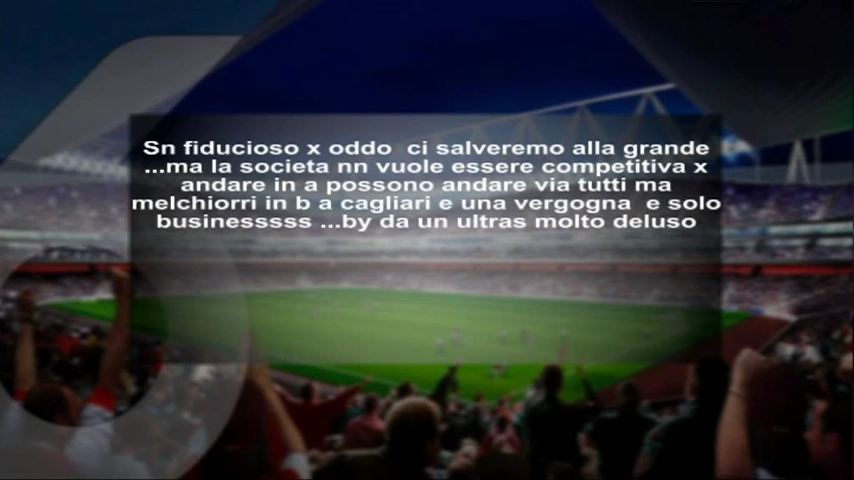 Sn fiducioso x oddo ci salveremo alla grande
...ma la societa nn vuole essere competitiva x
andare in a possono andare via tutti ma
melchiorri in b a cagliari e una vergogna e solo
businesssss ...by da un ultras molto deluso